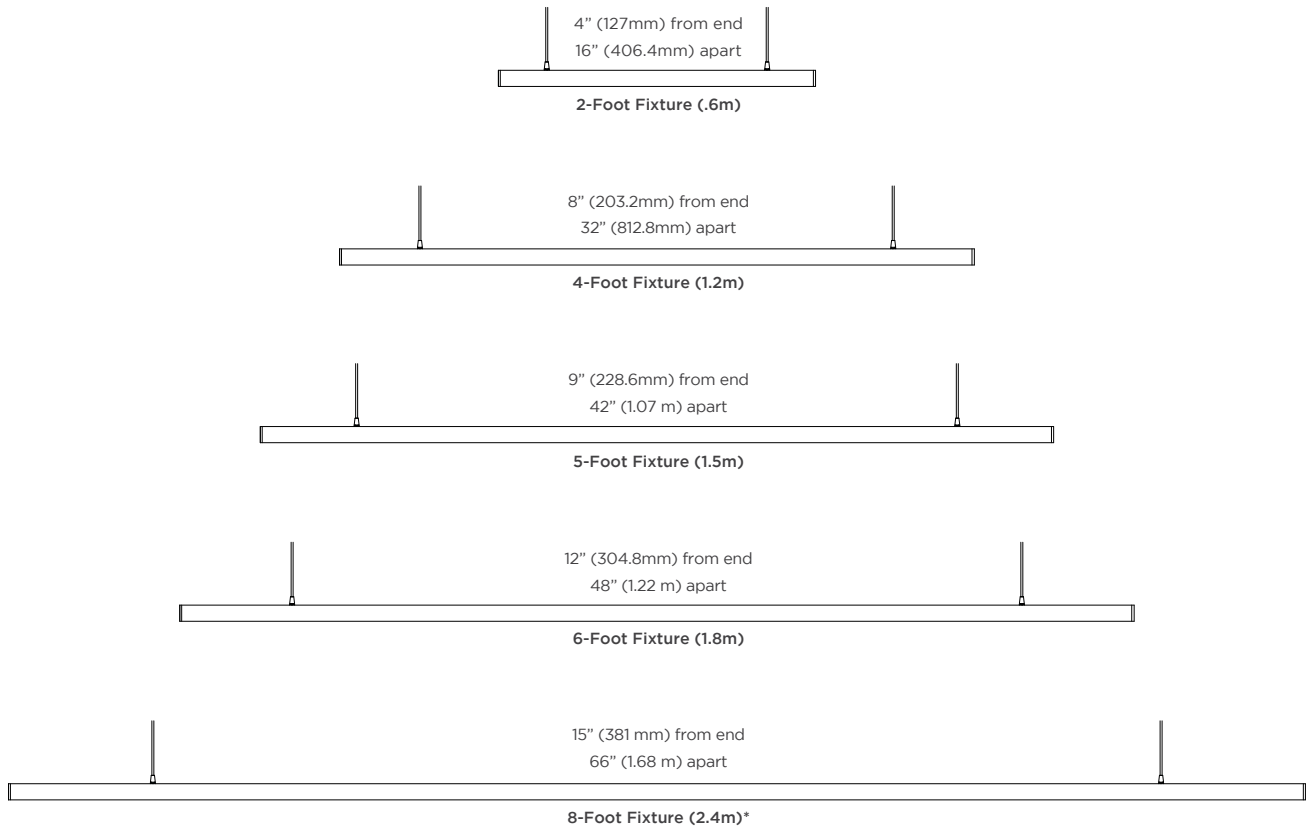 4” (127mm) from end
16” (406.4mm) apart
2-Foot Fixture (.6m)
8” (203.2mm) from end
32” (812.8mm) apart
4-Foot Fixture (1.2m)
9” (228.6mm) from end
42” (1.07 m) apart
5-Foot Fixture (1.5m)
12” (304.8mm) from end
48” (1.22 m) apart
6-Foot Fixture (1.8m)
15” (381 mm) from end
66” (1.68 m) apart
8-Foot Fixture (2.4m)*